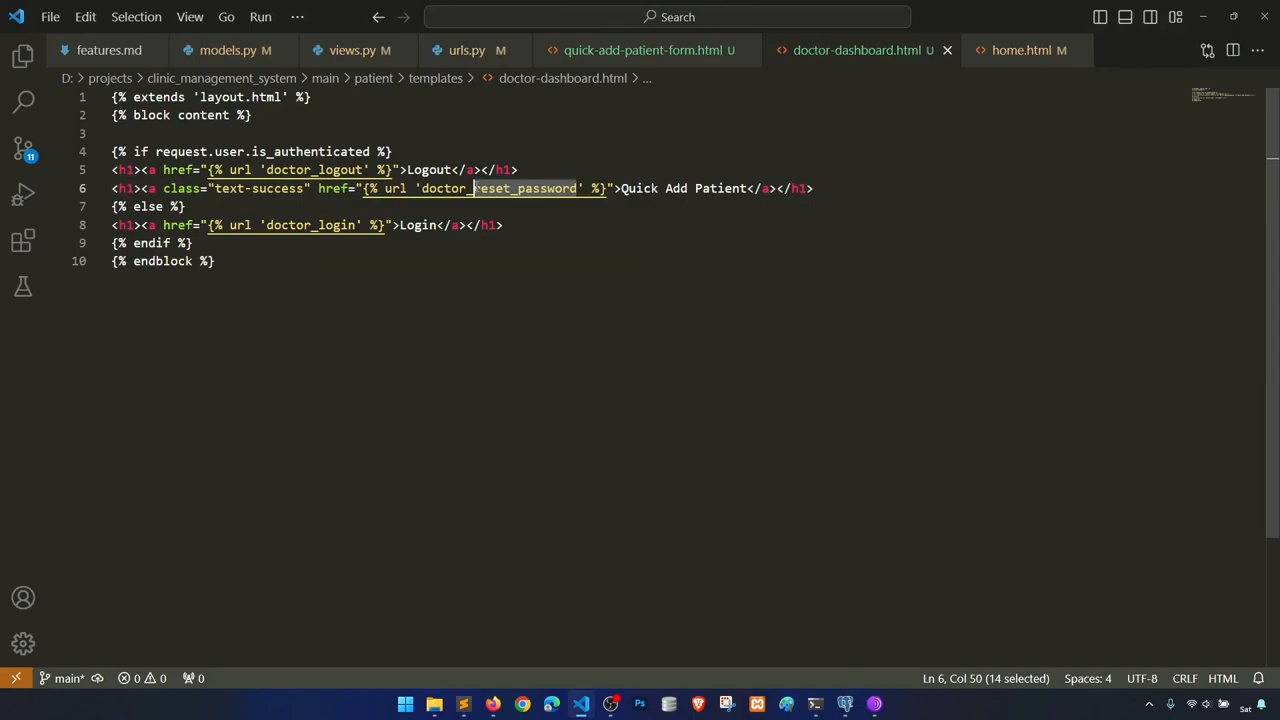 File Edit Selection View Go Run ··· Search
features.md models.py M views.py M urls.py M quick-add-patient-form.html U doctor-dashboard.html U home.html M
D: > projects > clinic_management_system > main > patient > templates > doctor-dashboard.html > ...
1 {% extends 'layout.html' %}
2 {% block content %}
3
4 {% if request.user.is_authenticated %}
5 <h1><a href="{% url 'doctor_logout' %}">Logout</a></h1>
6 <h1><a class="text-success" href="{% url 'doctor_reset_password' %}">Quick Add Patient</a></h1>
7 {% else %}
8 <h1><a href="{% url 'doctor_login' %}">Login</a></h1>
9 {% endif %}
10 {% endblock %}
11
main* 0 0 0 Ln 6, Col 50 (14 selected) Spaces: 4 UTF-8 CRLF HTML
Ps Sat